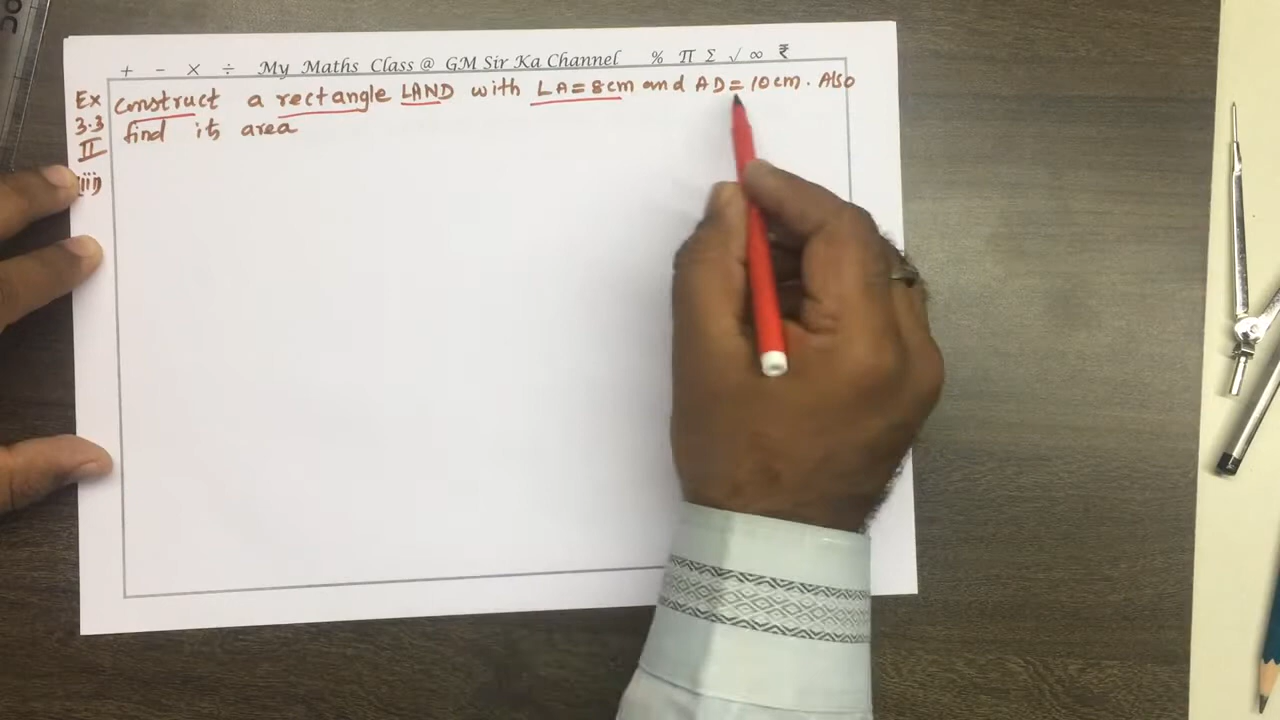 + - × ÷ My Maths Class @ GM Sir Ka Channel % Π Σ √ ∞ ₹
Ex 3.3 II (iii)
Construct a rectangle LAND with LA = 8cm and AD = 10cm. Also
find its area